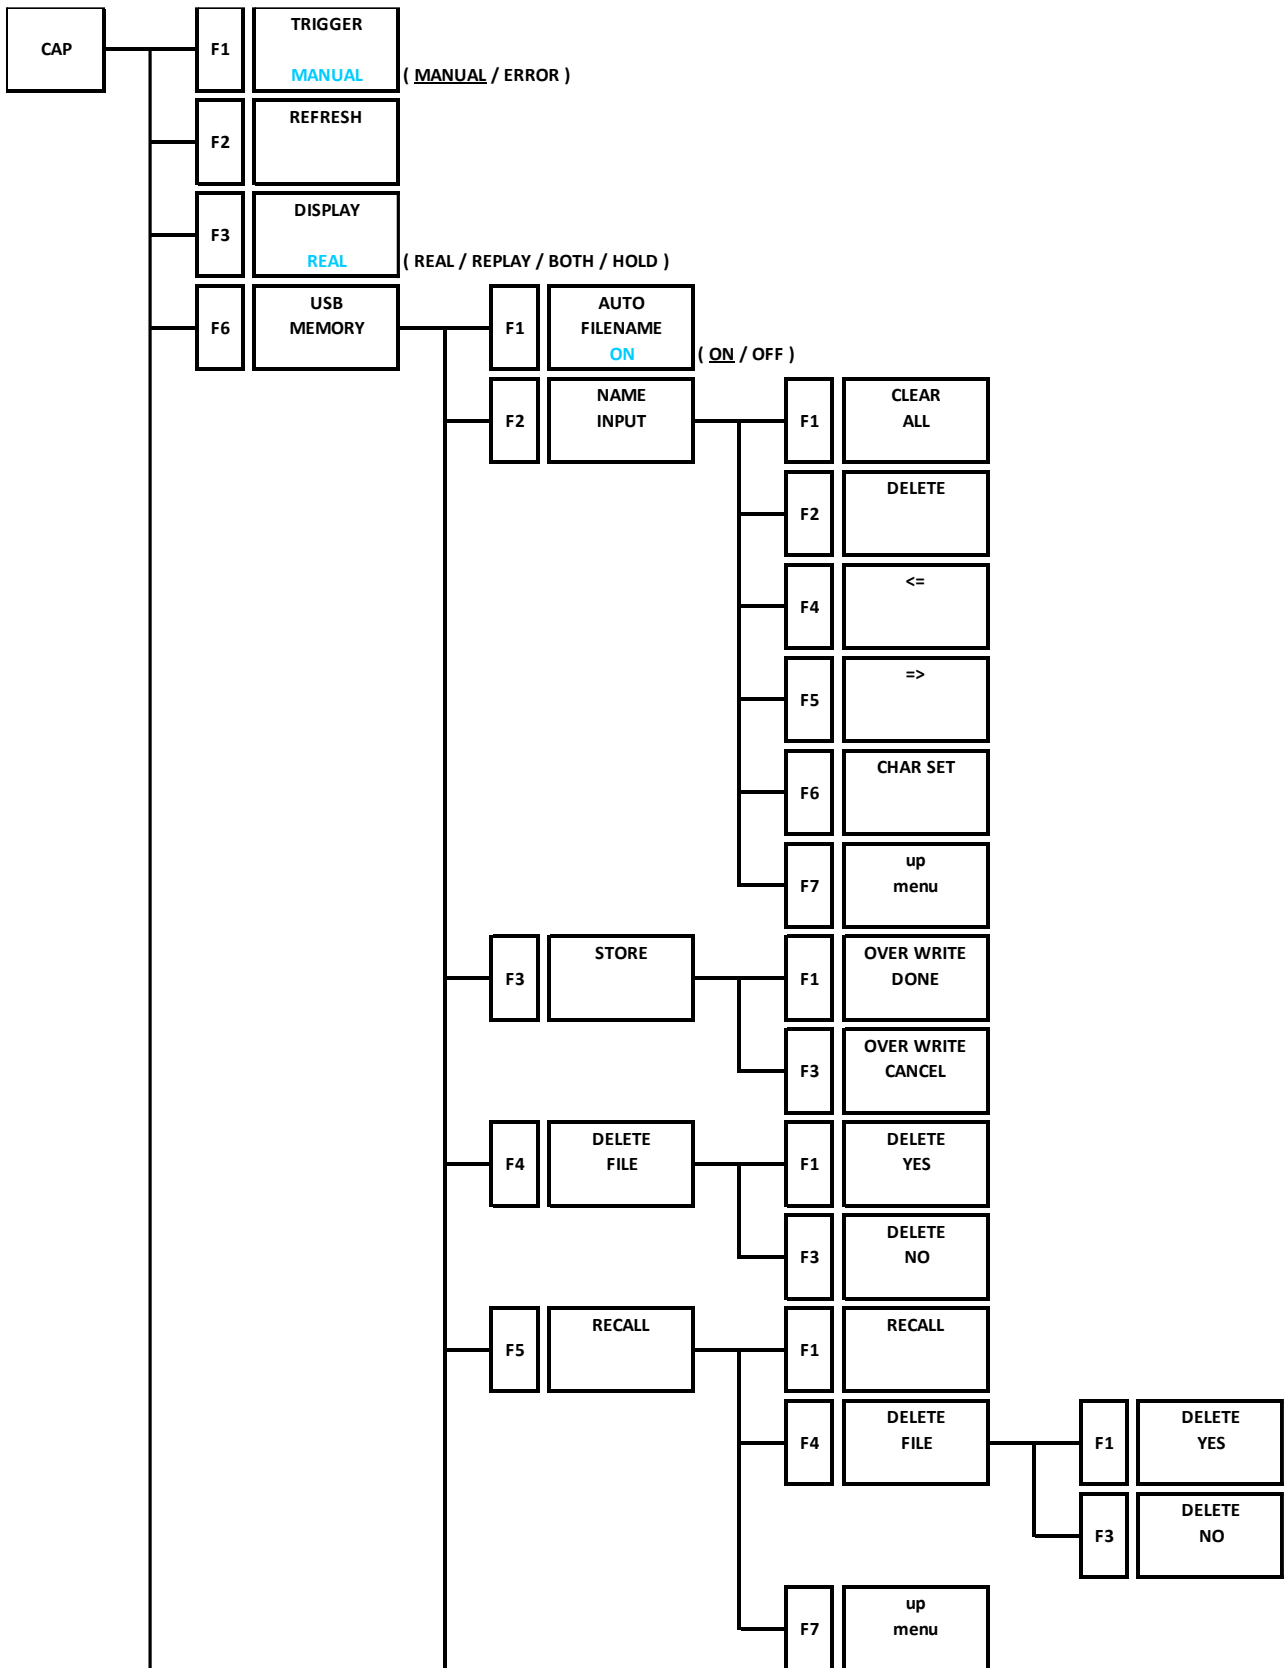 CAP
F1
TRIGGER
MANUAL
( MANUAL / ERROR )
F2
REFRESH
F3
DISPLAY
REAL
( REAL / REPLAY / BOTH / HOLD )
F6
USB
MEMORY
F1
AUTO
FILENAME
ON
( ON / OFF )
F2
NAME
INPUT
F1
CLEAR
ALL
F2
DELETE
F4
<=
F5
=>
F6
CHAR SET
F7
up
menu
F3
STORE
F1
OVER WRITE
DONE
F3
OVER WRITE
CANCEL
F4
DELETE
FILE
F1
DELETE
YES
F3
DELETE
NO
F5
RECALL
F1
RECALL
F4
DELETE
FILE
F1
DELETE
YES
F3
DELETE
NO
F7
up
menu